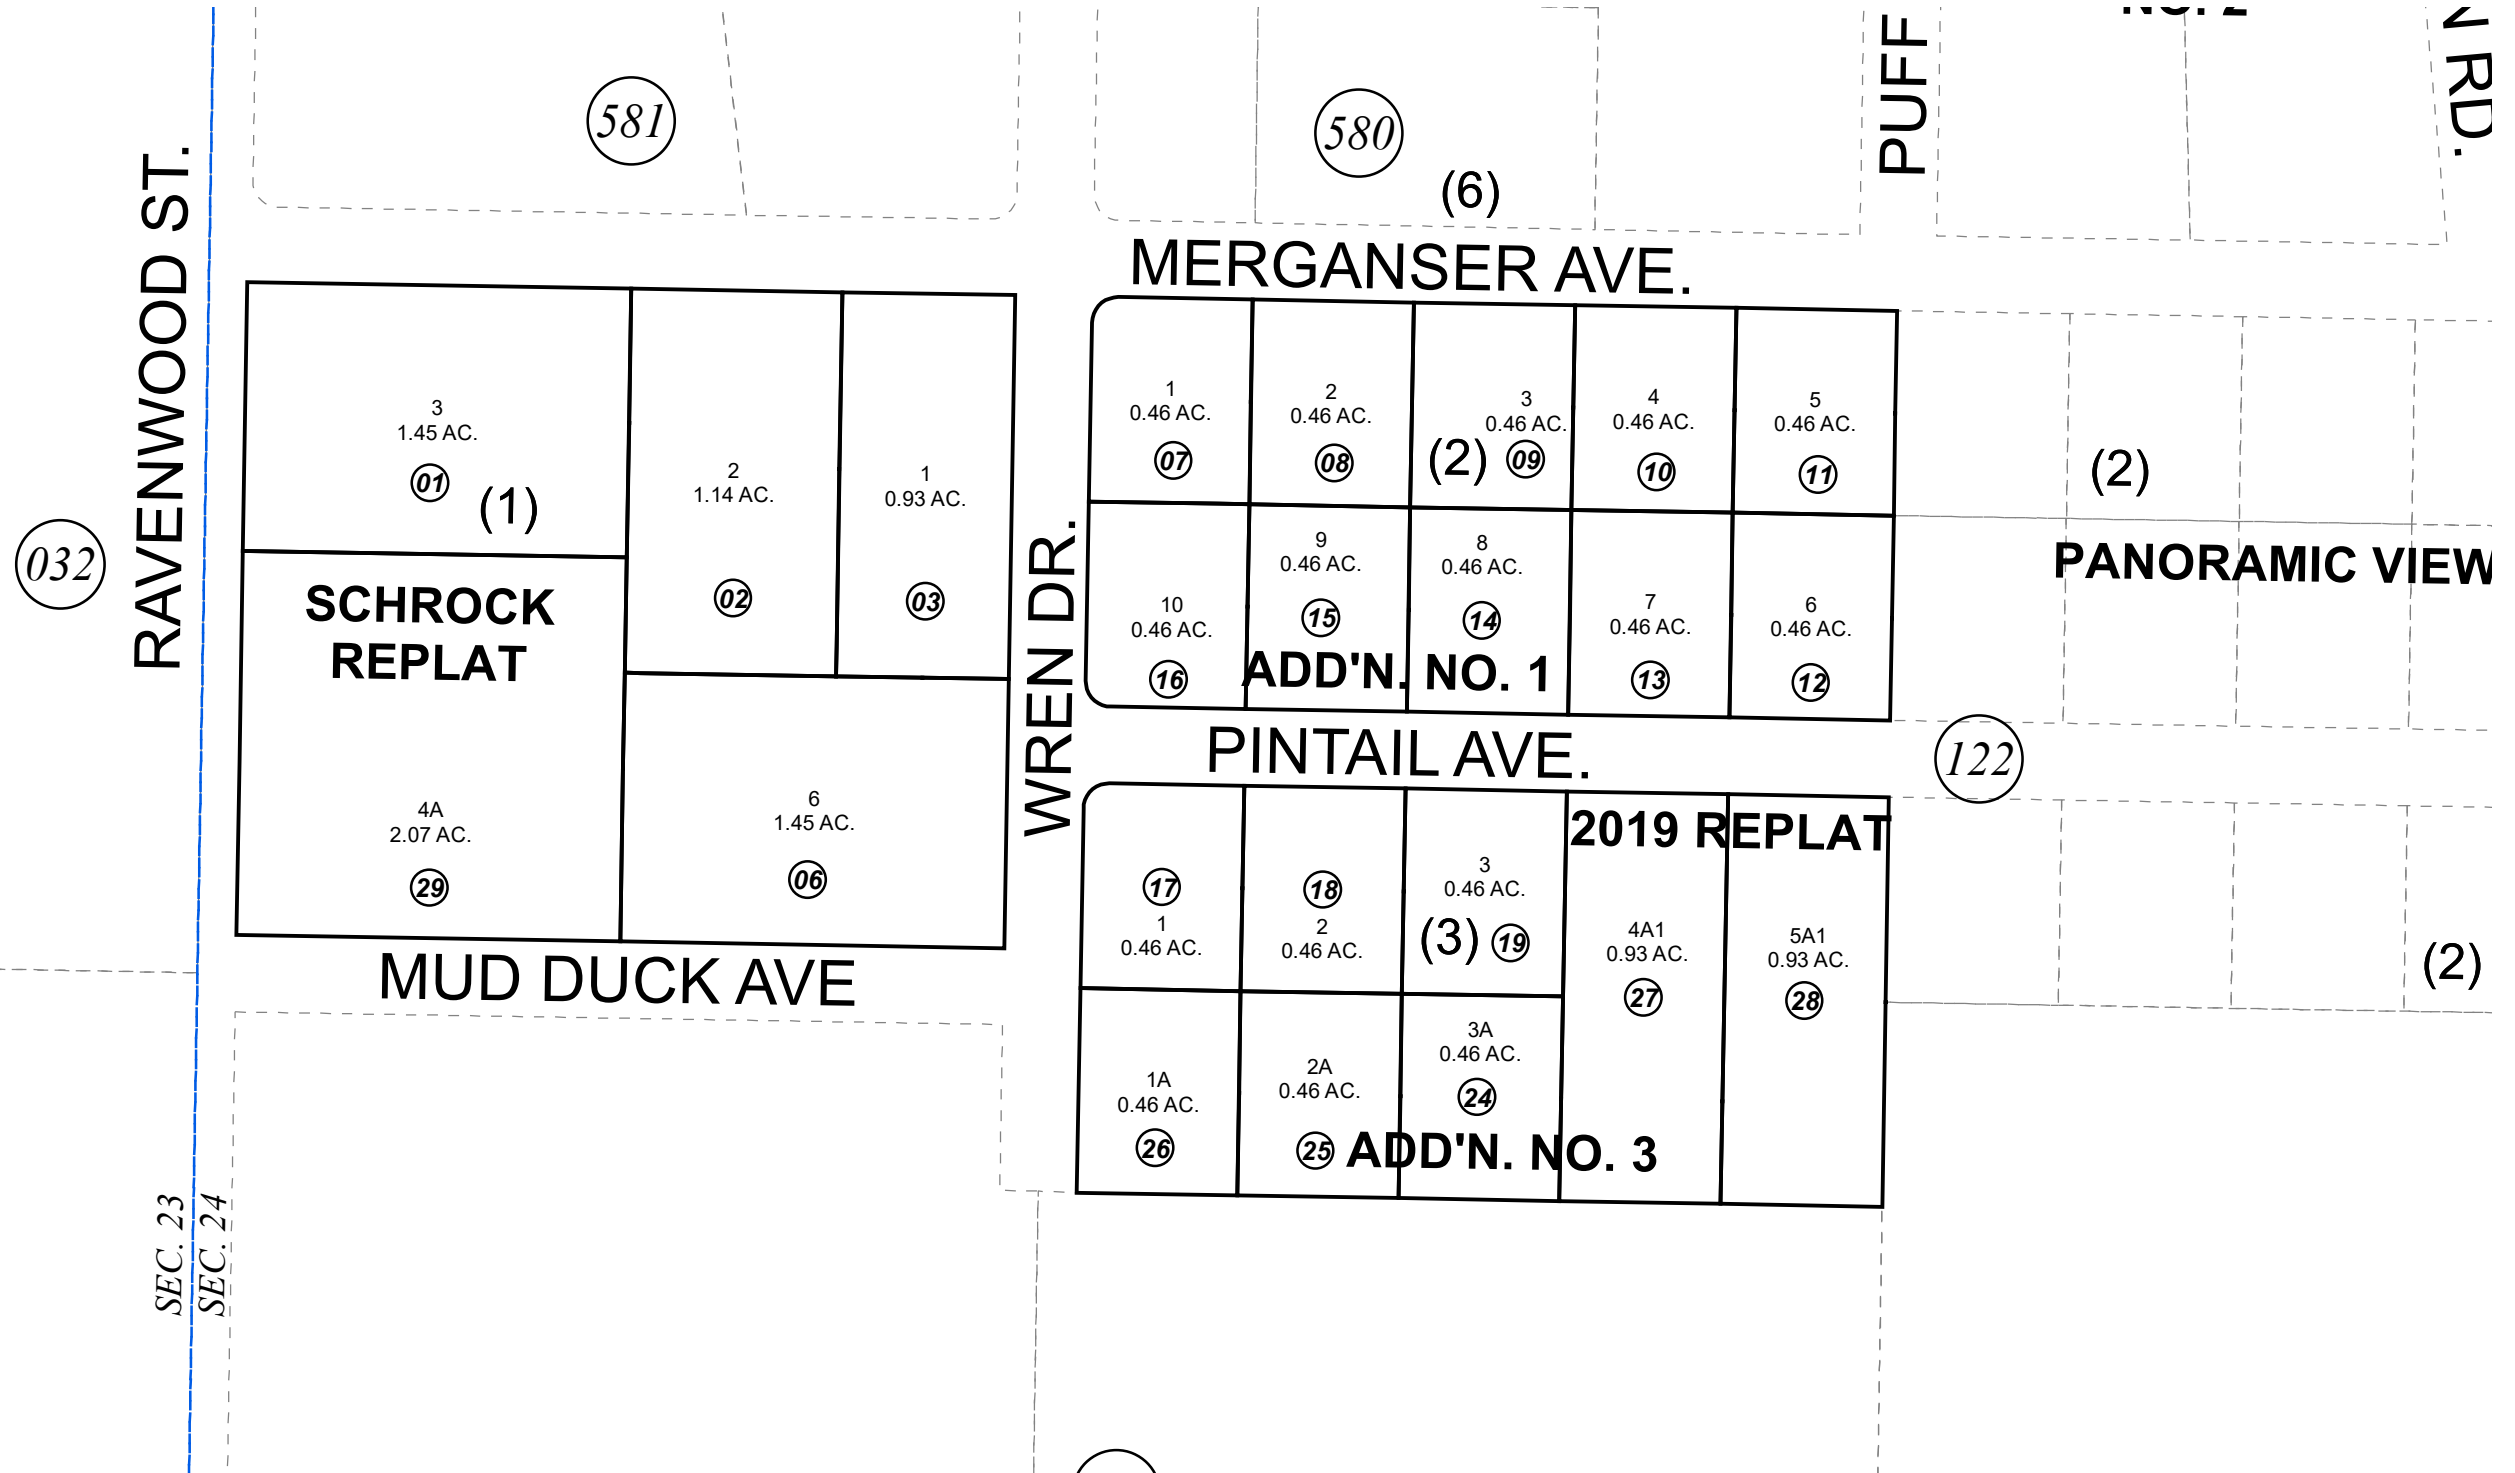 NO. 2
PUFF
N RD.
581
580
(6)
RAVENWOOD ST.
MERGANSER AVE.
3
1.45 AC.
01
(1)
2
1.14 AC.
02
1
0.93 AC.
03
1
0.46 AC.
07
2
0.46 AC.
08
3
0.46 AC.
(2)
09
4
0.46 AC.
10
5
0.46 AC.
11
(2)
032
SCHROCK
REPLAT
WREN DR.
10
0.46 AC.
16
9
0.46 AC.
15
8
0.46 AC.
14
7
0.46 AC.
13
6
0.46 AC.
12
ADD'N. NO. 1
PANORAMIC VIEW
PINTAIL AVE.
122
4A
2.07 AC.
29
6
1.45 AC.
06
17
1
0.46 AC.
18
2
0.46 AC.
3
0.46 AC.
(3)
19
2019 REPLAT
4A1
0.93 AC.
27
5A1
0.93 AC.
28
(2)
MUD DUCK AVE
1A
0.46 AC.
26
2A
0.46 AC.
25
3A
0.46 AC.
24
ADD'N. NO. 3
SEC. 23
SEC. 24